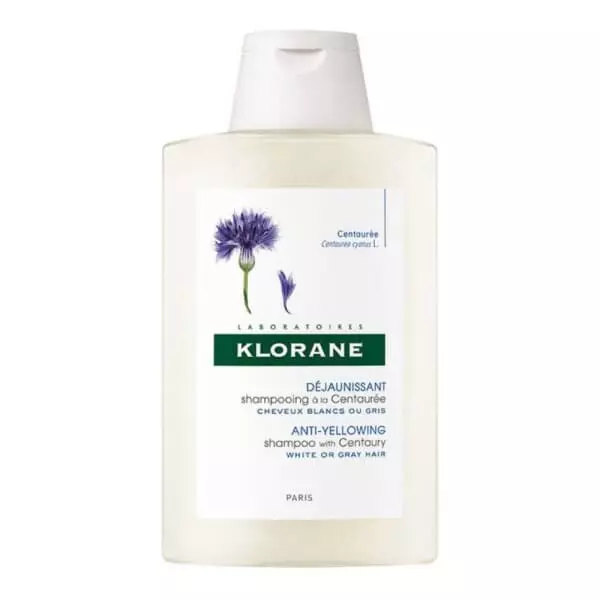 Centaurée
Centaurea cyanus L.
LABORATOIRES
KLORANE
DÉJAUNISSANT
shampooing à la Centaurée
CHEVEUX BLANCS OU GRIS
ANTI-YELLOWING
shampoo with Centaury
WHITE OR GRAY HAIR
PARIS